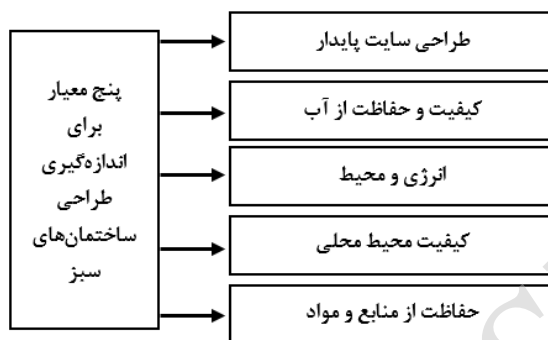 پنج معیار
برای
اندازه‌گیری
طراحی
ساختمان‌های
سبز
طراحی سایت پایدار
کیفیت و حفاظت از آب
انرژی و محیط
کیفیت محیط محلی
حفاظت از منابع و مواد